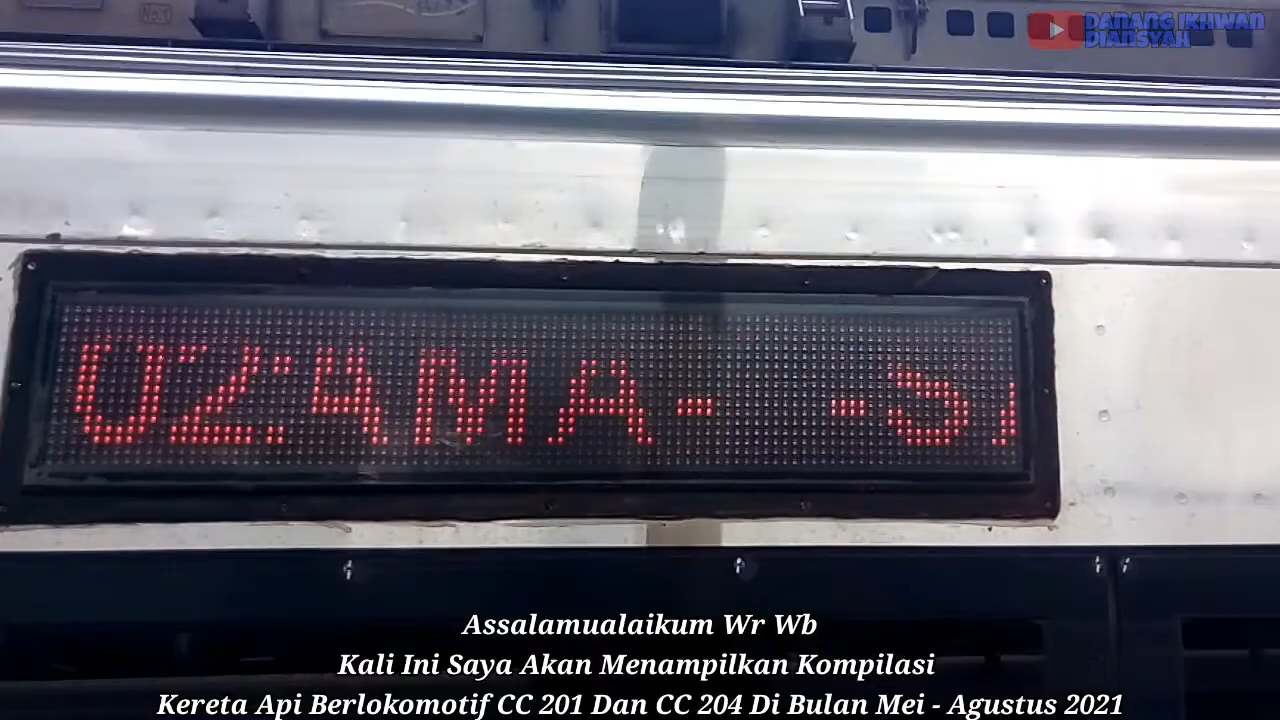 DANANG IKHWAN
DIANSYAH
OZAMA- -S
Assalamualaikum Wr Wb
Kali Ini Saya Akan Menampilkan Kompilasi
Kereta Api Berlokomotif CC 201 Dan CC 204 Di Bulan Mei - Agustus 2021